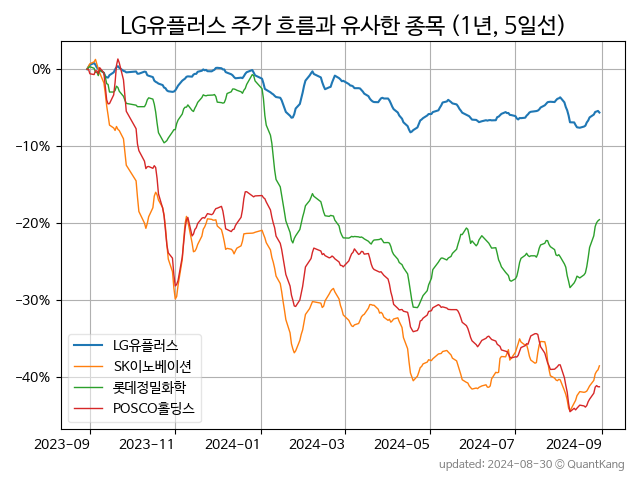 LG유플러스 주가 흐름과 유사한 종목 (1년, 5일선)
0%
−10%
−20%
−30%
−40%
LG유플러스
SK이노베이션
롯데정밀화학
POSCO홀딩스
2023-09 2023-11 2024-01 2024-03 2024-05 2024-07 2024-09
updated: 2024-08-30 © QuantKang